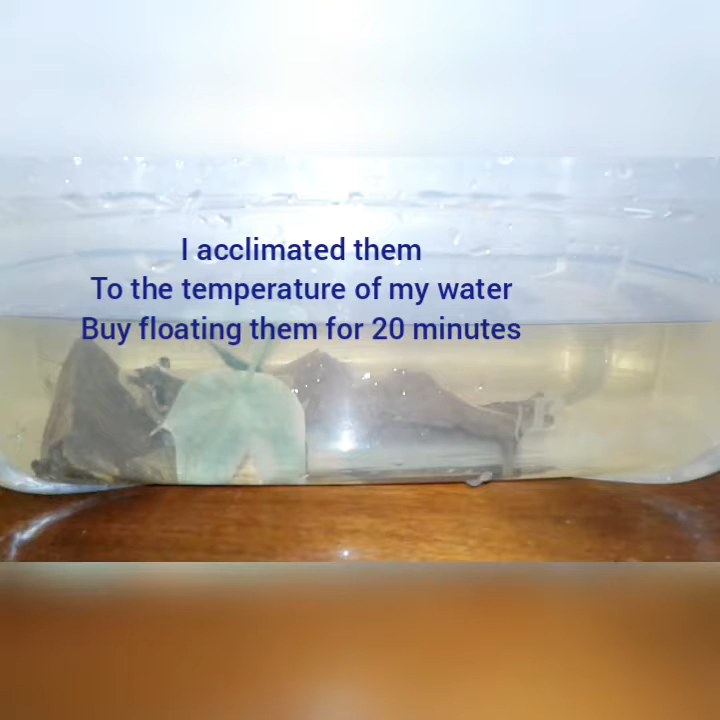 I acclimated them
To the temperature of my water
Buy floating them for 20 minutes